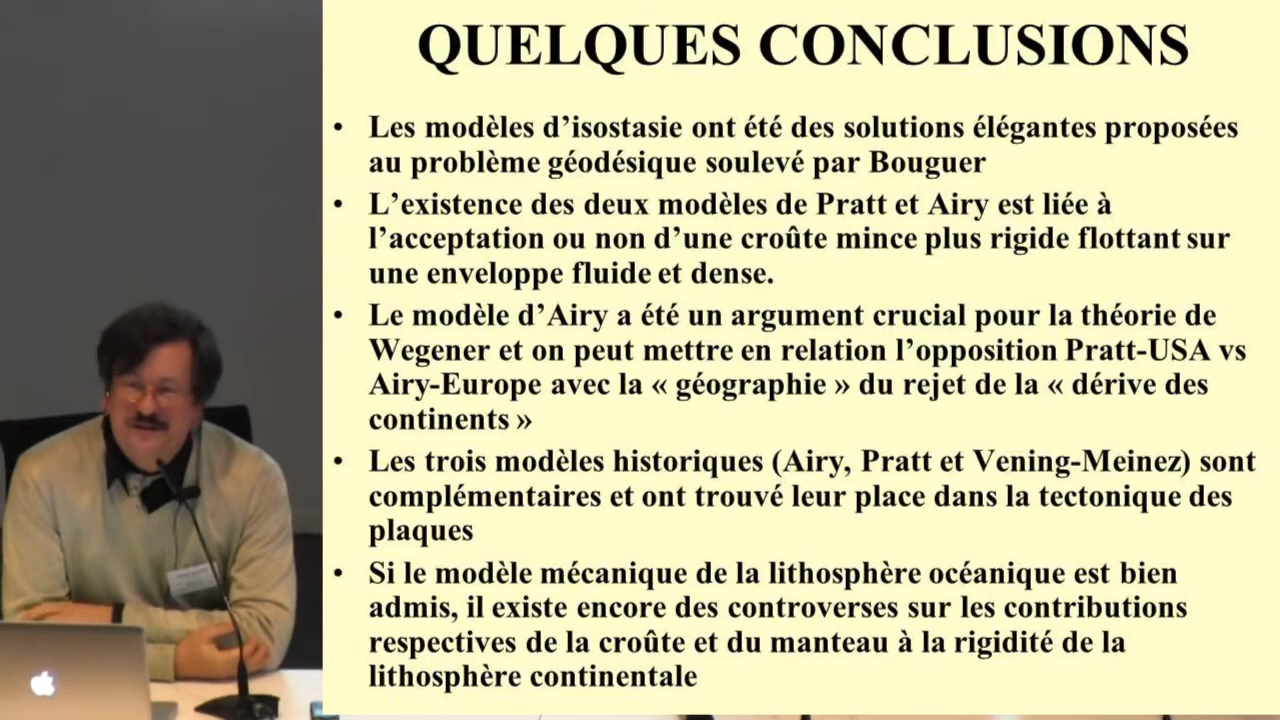 QUELQUES CONCLUSIONS
• Les modèles d’isostasie ont été des solutions élégantes proposées
au problème géodésique soulevé par Bouguer
• L’existence des deux modèles de Pratt et Airy est liée à
l’acceptation ou non d’une croûte mince plus rigide flottant sur
une enveloppe fluide et dense.
• Le modèle d’Airy a été un argument crucial pour la théorie de
Wegener et on peut mettre en relation l’opposition Pratt-USA vs
Airy-Europe avec la « géographie » du rejet de la « dérive des
continents »
• Les trois modèles historiques (Airy, Pratt et Vening-Meinez) sont
complémentaires et ont trouvé leur place dans la tectonique des
plaques
• Si le modèle mécanique de la lithosphère océanique est bien
admis, il existe encore des controverses sur les contributions
respectives de la croûte et du manteau à la rigidité de la
lithosphère continentale